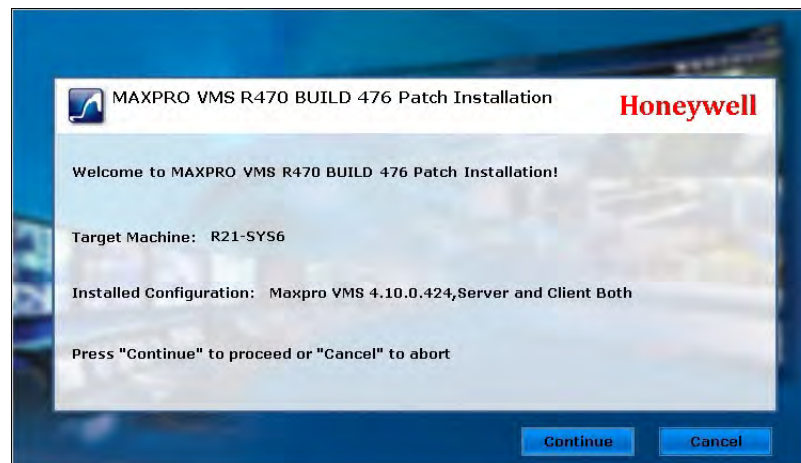 MAXPRO VMS R470 BUILD 476 Patch Installation
Honeywell
Welcome to MAXPRO VMS R470 BUILD 476 Patch Installation!
Target Machine: R21-SYS6
Installed Configuration: Maxpro VMS 4.10.0.424,Server and Client Both
Press "Continue" to proceed or "Cancel" to abort
Continue
Cancel